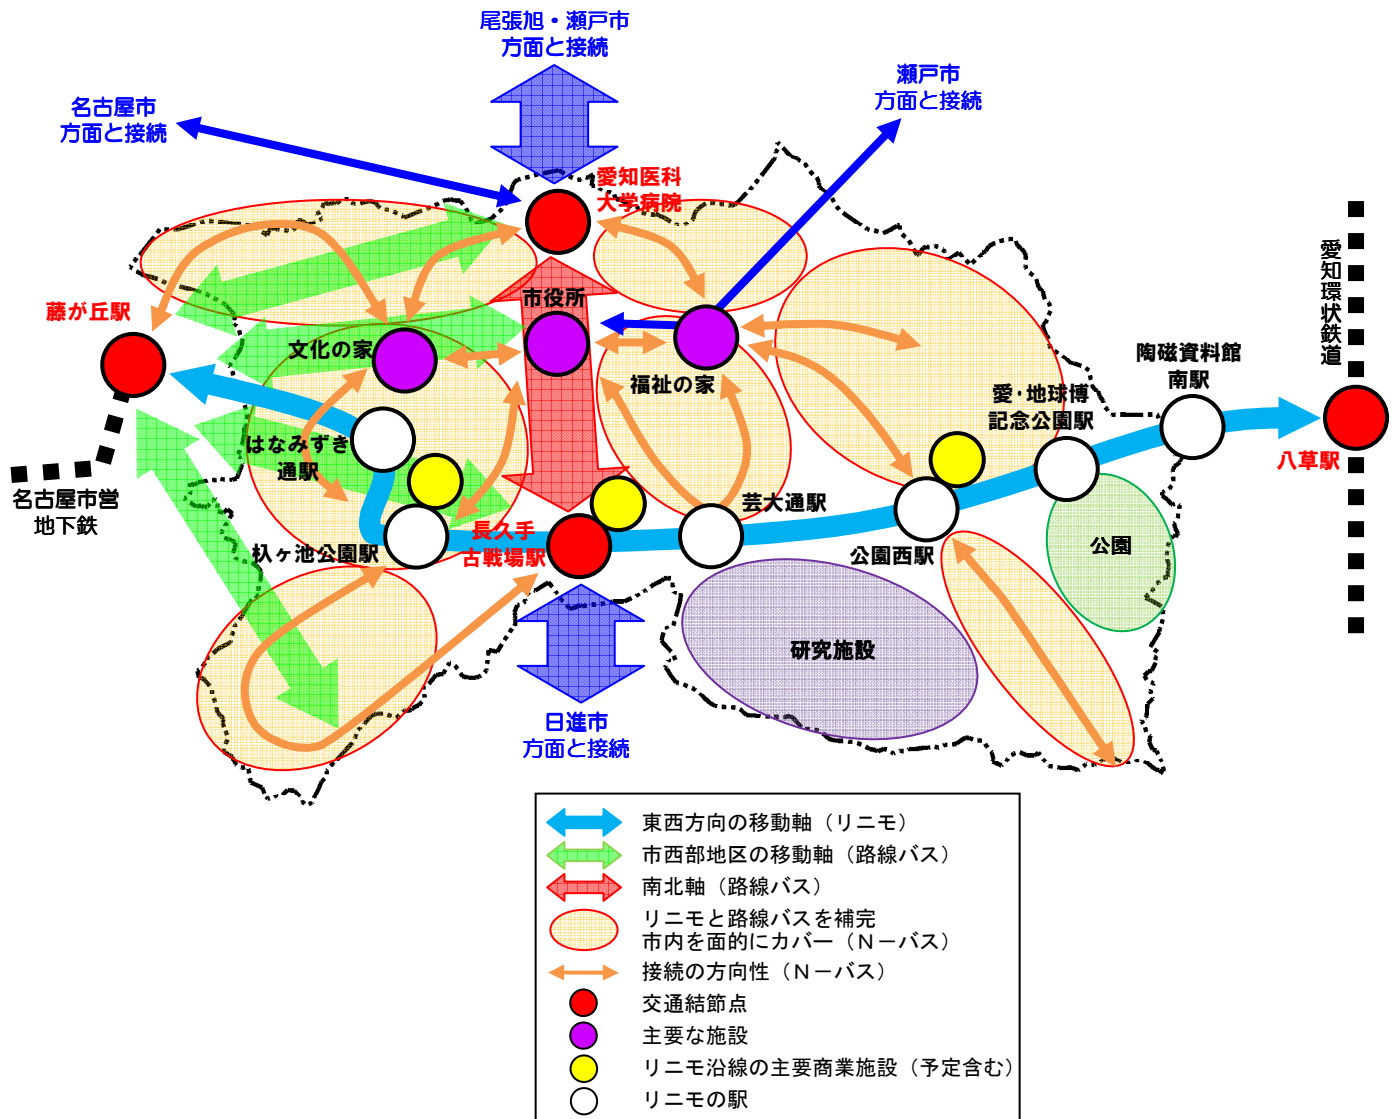 尾張旭・瀬戸市
方面と接続
瀬戸市
方面と接続
名古屋市
方面と接続
愛知医科
大学病院
愛知環状鉄道
藤が丘駅
市役所
文化の家
福祉の家
陶磁資料館
南駅
愛・地球博
記念公園駅
はなみずき
通駅
八草駅
名古屋市営
地下鉄
芸大通駅
長久手
古戦場駅
杁ヶ池公園駅
公園西駅
公園
研究施設
日進市
方面と接続
東西方向の移動軸（リニモ）
市西部地区の移動軸（路線バス）
南北軸（路線バス）
リニモと路線バスを補完
市内を面的にカバー（Ｎ－バス）
接続の方向性（Ｎ－バス）
交通結節点
主要な施設
リニモ沿線の主要商業施設（予定含む）
リニモの駅